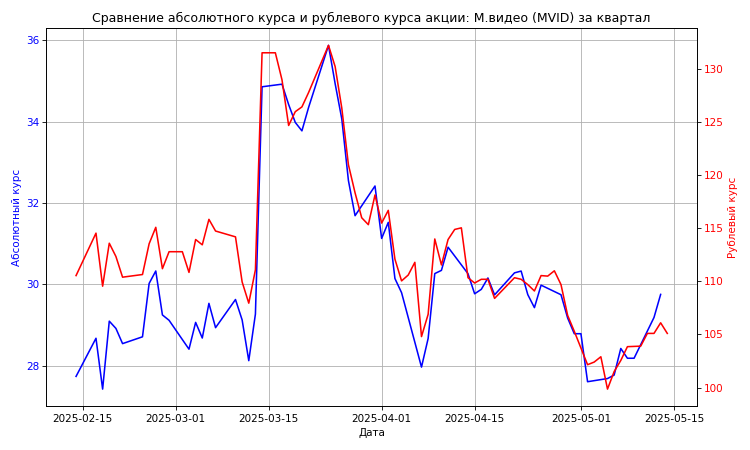 Сравнение абсолютного курса и рублевого курса акции: М.видео (MVID) за квартал
Абсолютный курс
36
34
32
30
28
130
125
120
115
110
105
100
Рублевый курс
2025-02-15 2025-03-01 2025-03-15 2025-04-01 2025-04-15 2025-05-01 2025-05-15
Дата